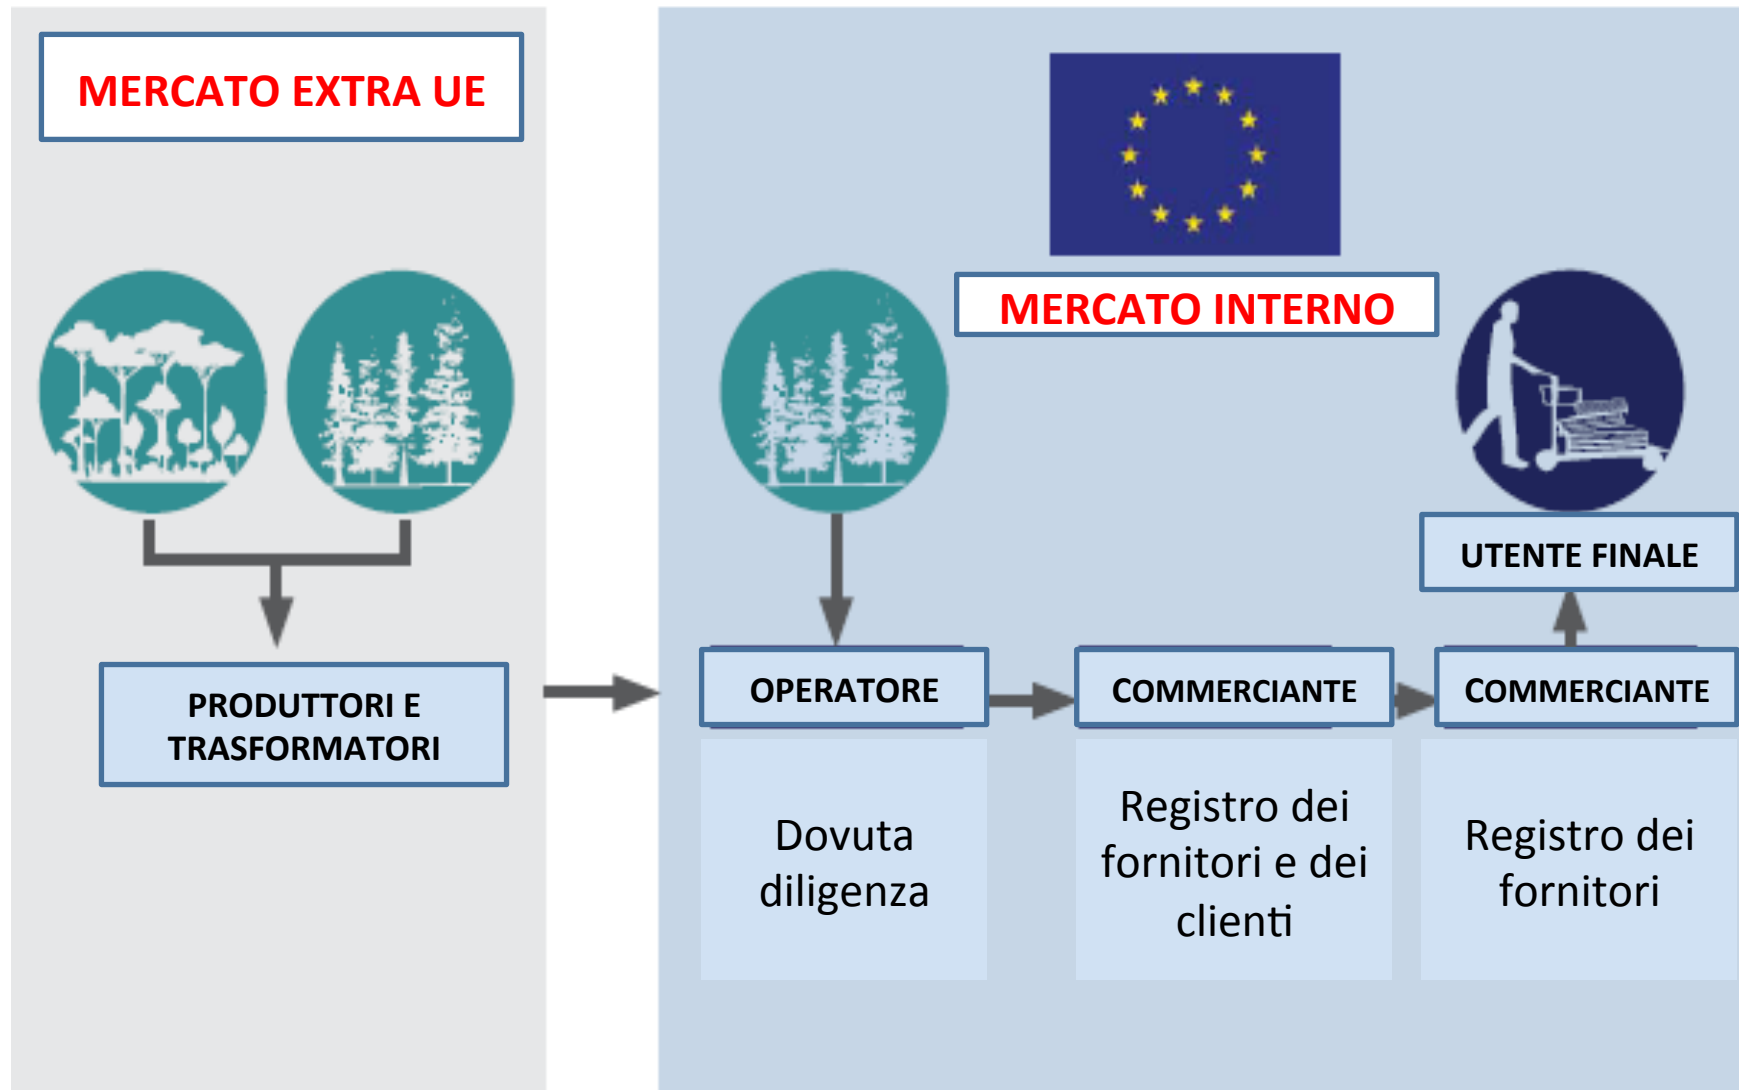 MERCATO EXTRA UE
PRODUTTORI E
TRASFORMATORI
MERCATO INTERNO
UTENTE FINALE
OPERATORE
COMMERCIANTE
COMMERCIANTE
Dovuta
diligenza
Registro dei
fornitori e dei
clienti
Registro dei
fornitori